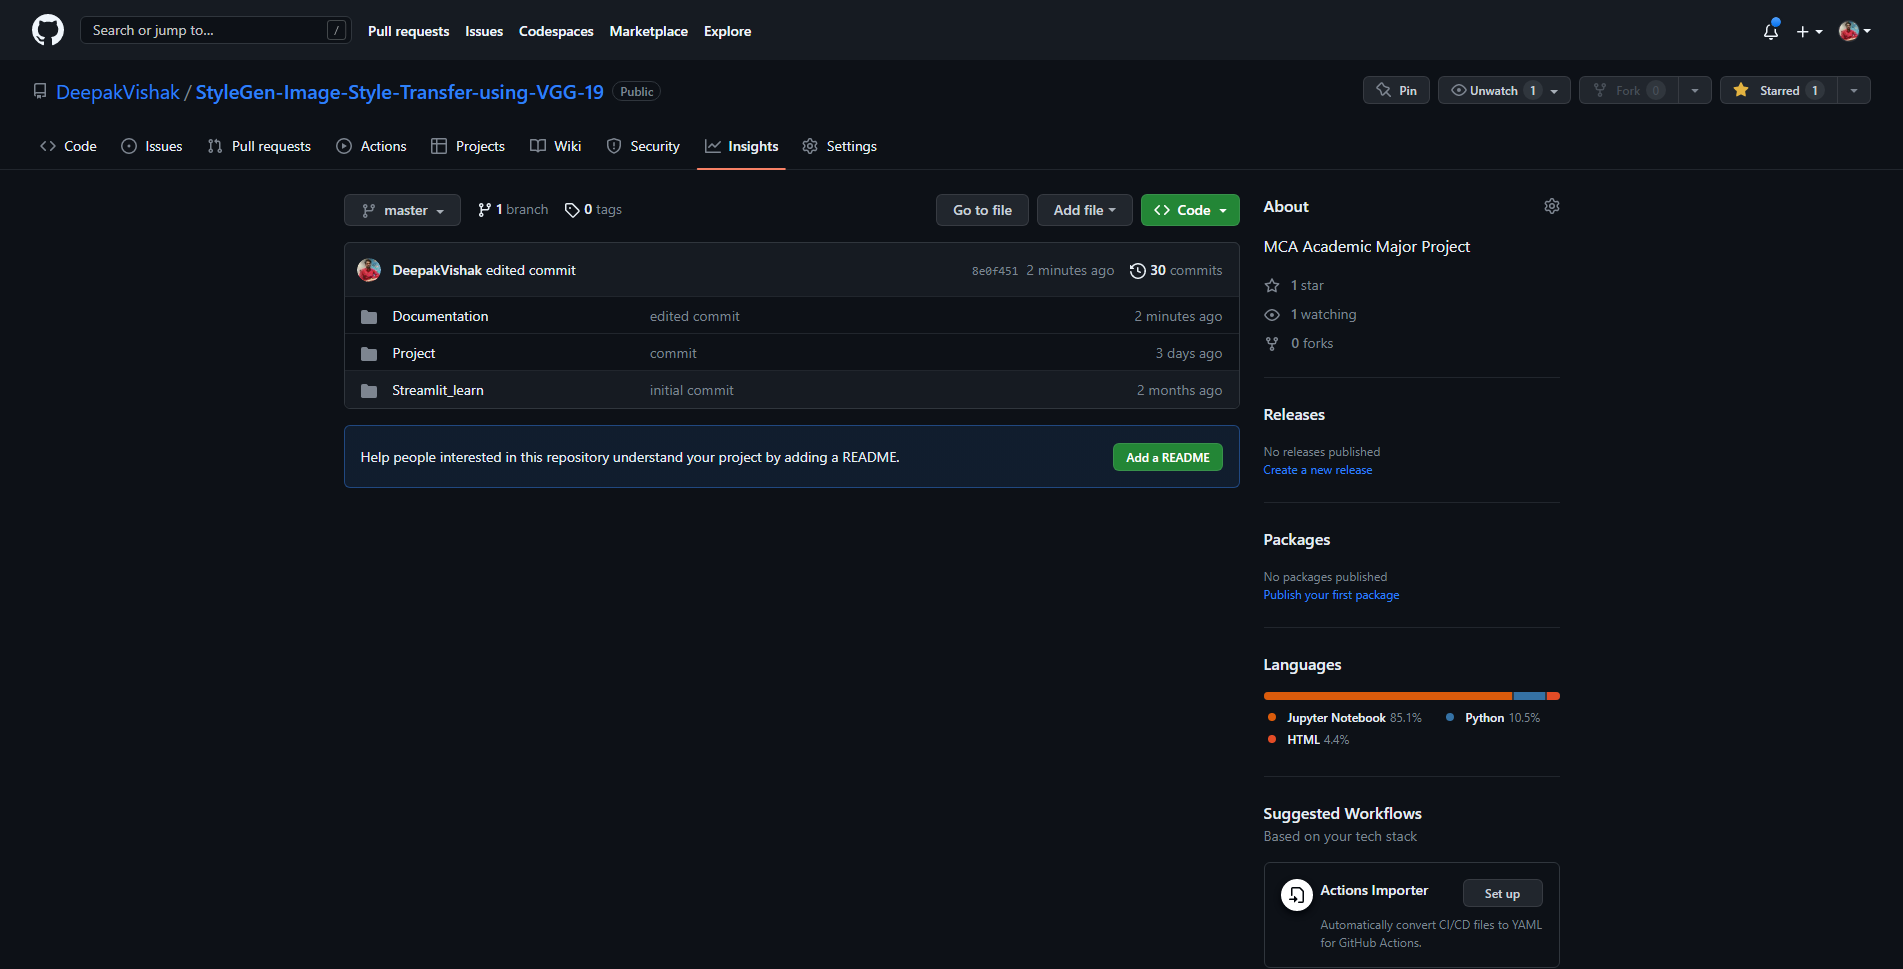 Search or jump to... /
Pull requests Issues Codespaces Marketplace Explore
DeepakVishak / StyleGen-Image-Style-Transfer-using-VGG-19 Public
Pin Unwatch 1 Fork 0 Starred 1
Code Issues Pull requests Actions Projects Wiki Security Insights Settings
master 1 branch 0 tags Go to file Add file Code
DeepakVishak edited commit 8e0f451 2 minutes ago 30 commits
Documentation edited commit 2 minutes ago
Project commit 3 days ago
Streamlit_learn initial commit 2 months ago
Help people interested in this repository understand your project by adding a README. Add a README
About
MCA Academic Major Project
1 star
1 watching
0 forks
Releases
No releases published
Create a new release
Packages
No packages published
Publish your first package
Languages
Jupyter Notebook 85.1% Python 10.5%
HTML 4.4%
Suggested Workflows
Based on your tech stack
Actions Importer Set up
Automatically convert CI/CD files to YAML
for GitHub Actions.